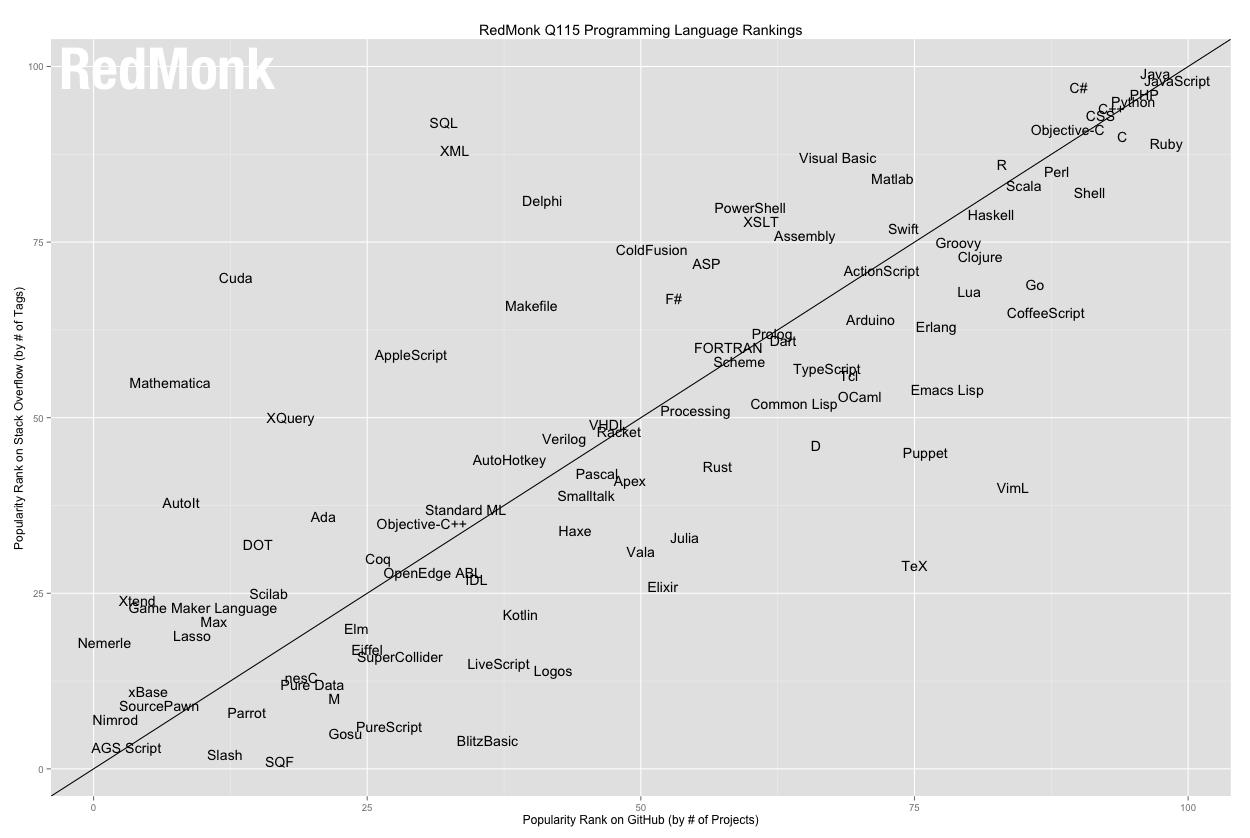 RedMonk Q115 Programming Language Rankings
RedMonk
Popularity Rank on Stack Overflow (by # of Tags)
100
75
50
25
0
Java
JavaScript
C#
PHP
Python
C++
CSS
SQL
Objective-C
C
Ruby
XML
Visual Basic
R
Perl
Matlab
Scala
Shell
Delphi
PowerShell
Haskell
XSLT
Swift
Assembly
Groovy
ColdFusion
Clojure
ASP
ActionScript
Cuda
Go
Lua
F#
Makefile
CoffeeScript
Arduino
Erlang
Prolog
Dart
FORTRAN
AppleScript
Scheme
TypeScript
Tcl
Mathematica
Emacs Lisp
OCaml
Common Lisp
Processing
XQuery
VHDL
Racket
Verilog
D
Puppet
AutoHotkey
Rust
Pascal
Apex
VimL
Smalltalk
AutoIt
Standard ML
Ada
Objective-C++
Haxe
Julia
DOT
Vala
Coq
TeX
OpenEdge ABL
IDL
Elixir
Scilab
Xtend
Game Maker Language
Kotlin
Max
Elm
Lasso
Nemerle
Eiffel
SuperCollider
LiveScript
Logos
nesC
Pure Data
xBase
M
SourcePawn
Parrot
Nimrod
PureScript
Gosu
BlitzBasic
AGS Script
Slash
SQF
0 25 50 75 100
Popularity Rank on GitHub (by # of Projects)